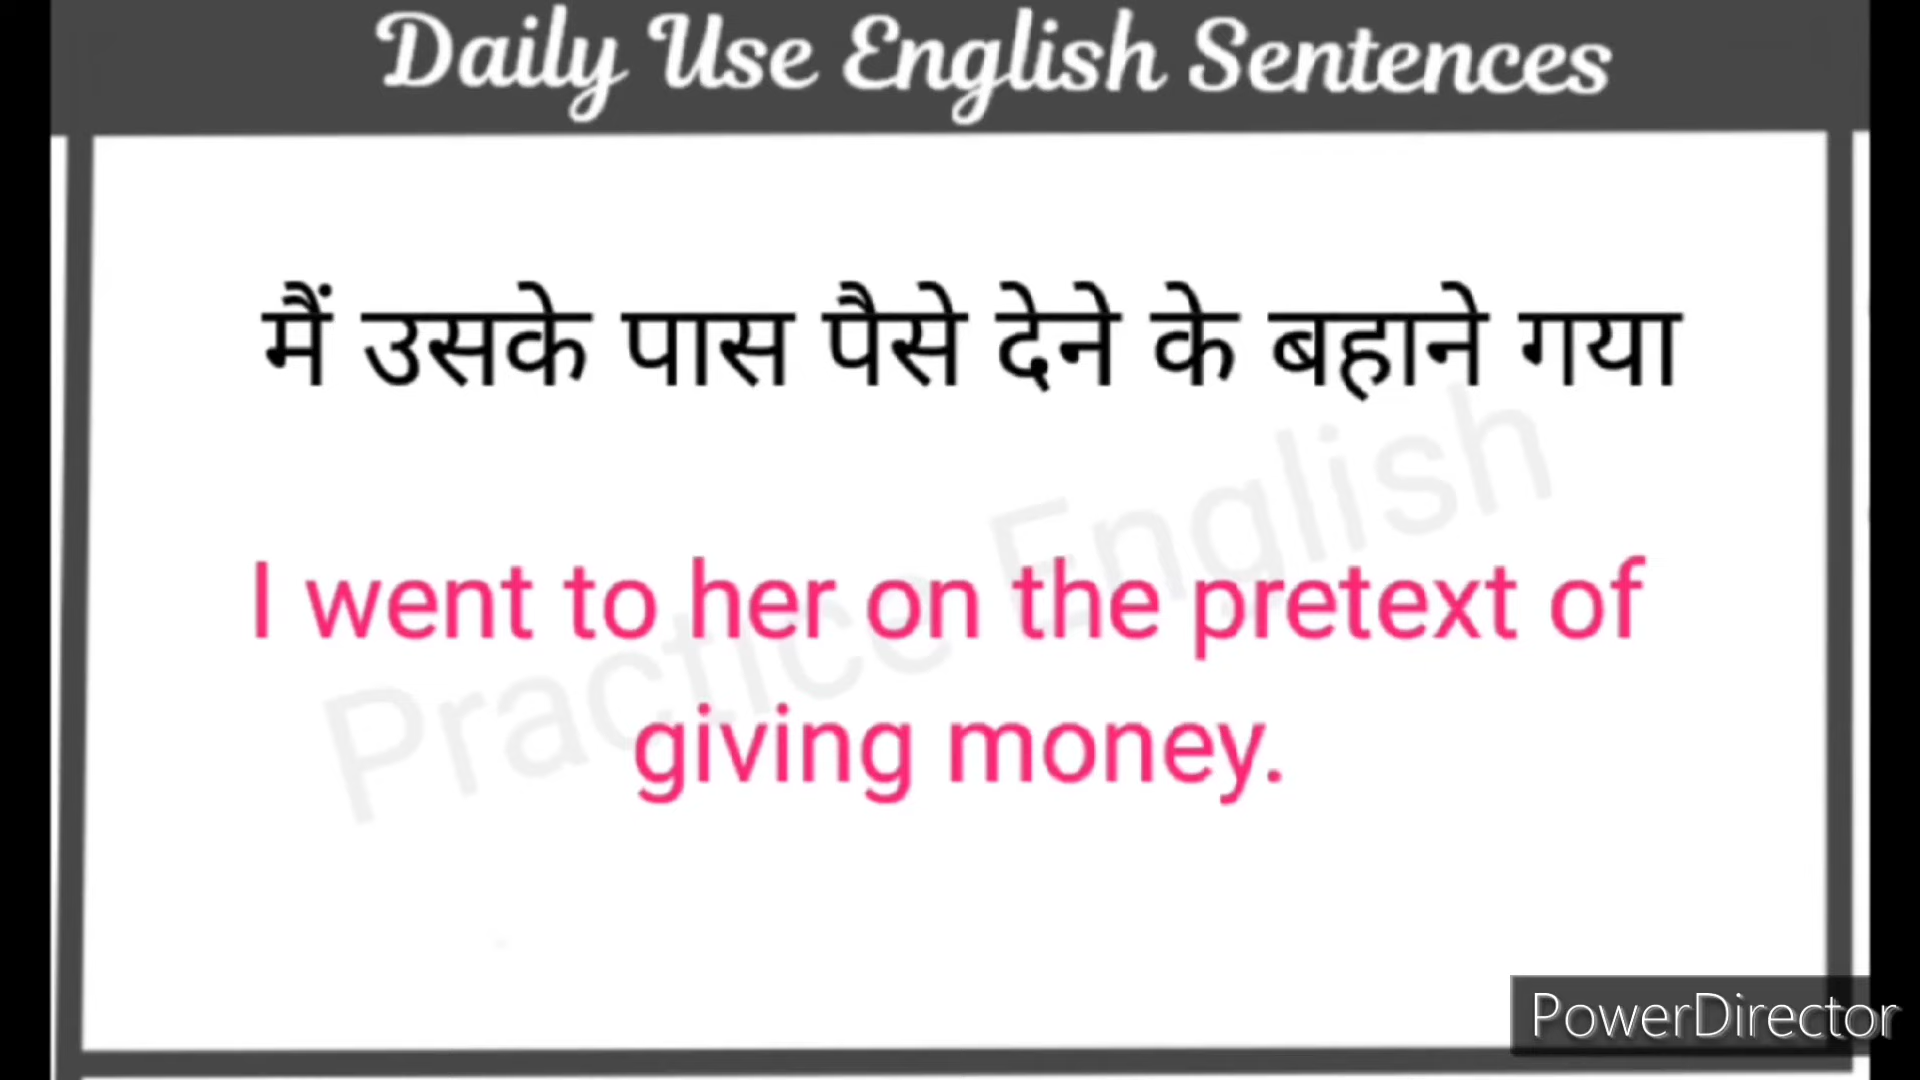 Daily Use English Sentences
मैं उसके पास पैसे देने के बहाने गया
I went to her on the pretext of
giving money.
Practice English
PowerDirector